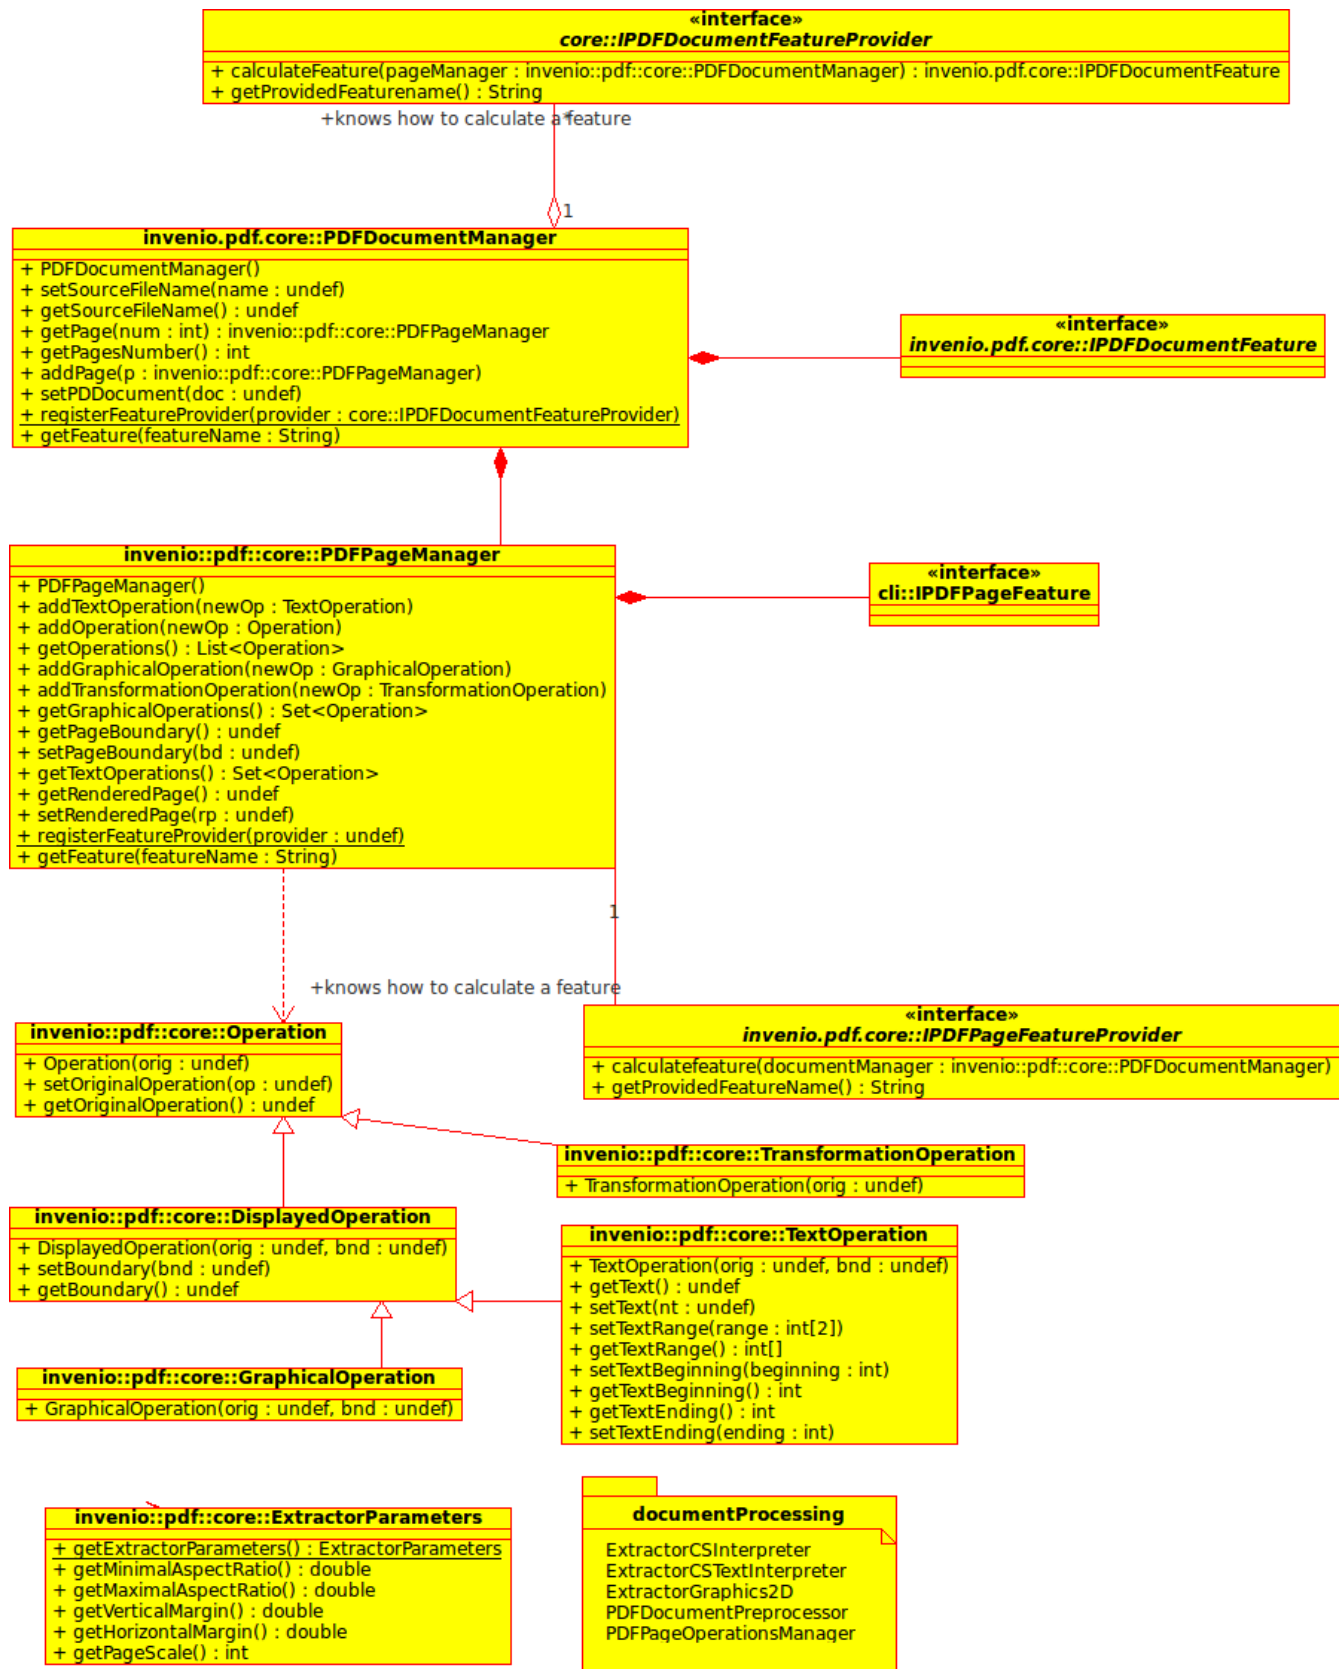 «interface»
core::IPDFDocumentFeatureProvider
+ calculateFeature(pageManager : invenio::pdf::core::PDFDocumentManager) : invenio.pdf.core::IPDFDocumentFeature
+ getProvidedFeaturename() : String
+knows how to calculate a feature
*
1
invenio.pdf.core::PDFDocumentManager
+ PDFDocumentManager()
+ setSourceFileName(name : undef)
+ getSourceFileName() : undef
+ getPage(num : int) : invenio::pdf::core::PDFPageManager
+ getPagesNumber() : int
+ addPage(p : invenio::pdf::core::PDFPageManager)
+ setPDDocument(doc : undef)
+ registerFeatureProvider(provider : core::IPDFDocumentFeatureProvider)
+ getFeature(featureName : String)
«interface»
invenio.pdf.core::IPDFDocumentFeature
invenio::pdf::core::PDFPageManager
+ PDFPageManager()
+ addTextOperation(newOp : TextOperation)
+ addOperation(newOp : Operation)
+ getOperations() : List<Operation>
+ addGraphicalOperation(newOp : GraphicalOperation)
+ addTransformationOperation(newOp : TransformationOperation)
+ getGraphicalOperations() : Set<Operation>
+ getPageBoundary() : undef
+ setPageBoundary(bd : undef)
+ getTextOperations() : Set<Operation>
+ getRenderedPage() : undef
+ setRenderedPage(rp : undef)
+ registerFeatureProvider(provider : undef)
+ getFeature(featureName : String)
«interface»
cli::IPDFPageFeature
1
+knows how to calculate a feature
«interface»
invenio.pdf.core::IPDFPageFeatureProvider
+ calculatefeature(documentManager : invenio::pdf::core::PDFDocumentManager)
+ getProvidedFeatureName() : String
invenio::pdf::core::Operation
+ Operation(orig : undef)
+ setOriginalOperation(op : undef)
+ getOriginalOperation() : undef
invenio::pdf::core::TransformationOperation
+ TransformationOperation(orig : undef)
invenio::pdf::core::DisplayedOperation
+ DisplayedOperation(orig : undef, bnd : undef)
+ setBoundary(bnd : undef)
+ getBoundary() : undef
invenio::pdf::core::TextOperation
+ TextOperation(orig : undef, bnd : undef)
+ getText() : undef
+ setText(nt : undef)
+ setTextRange(range : int[2])
+ getTextRange() : int[]
+ setTextBeginning(beginning : int)
+ getTextBeginning() : int
+ getTextEnding() : int
+ setTextEnding(ending : int)
invenio::pdf::core::GraphicalOperation
+ GraphicalOperation(orig : undef, bnd : undef)
invenio::pdf::core::ExtractorParameters
+ getExtractorParameters() : ExtractorParameters
+ getMinimalAspectRatio() : double
+ getMaximalAspectRatio() : double
+ getVerticalMargin() : double
+ getHorizontalMargin() : double
+ getPageScale() : int
documentProcessing
ExtractorCSInterpreter
ExtractorCSTextInterpreter
ExtractorGraphics2D
PDFDocumentPreprocessor
PDFPageOperationsManager